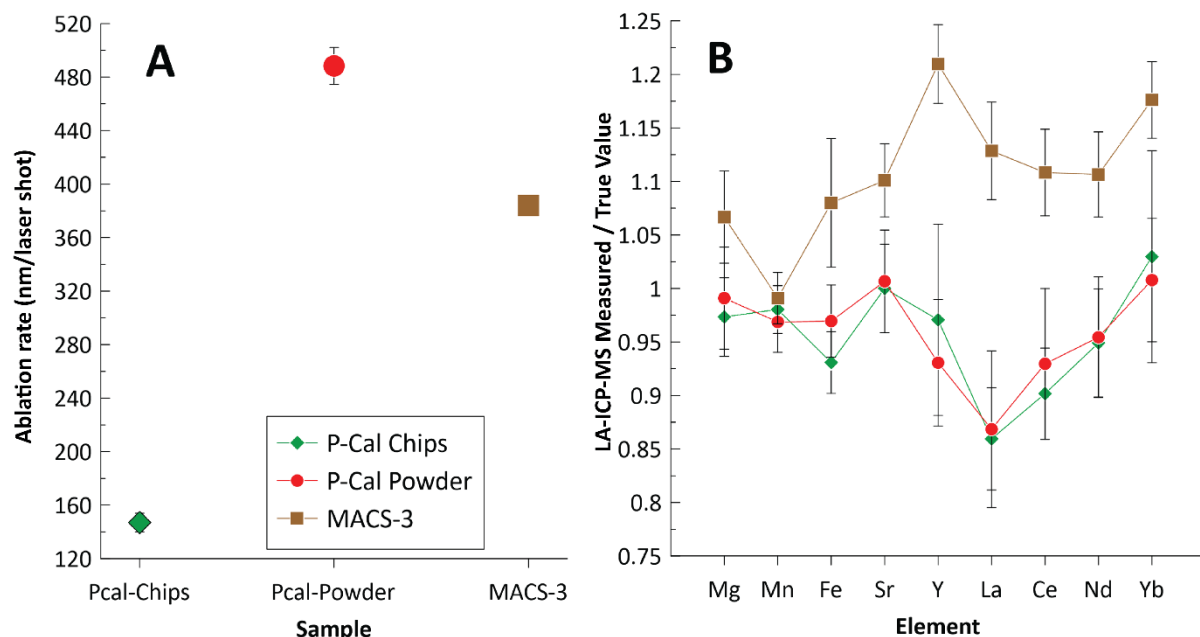 A
Ablation rate (nm/laser shot)
520
480
440
400
360
320
280
240
200
160
120
P-Cal Chips
P-Cal Powder
MACS-3
Pcal-Chips
Pcal-Powder
MACS-3
Sample
B
LA-ICP-MS Measured / True Value
1.25
1.2
1.15
1.1
1.05
1
0.95
0.9
0.85
0.8
0.75
Mg Mn Fe Sr Y La Ce Nd Yb
Element